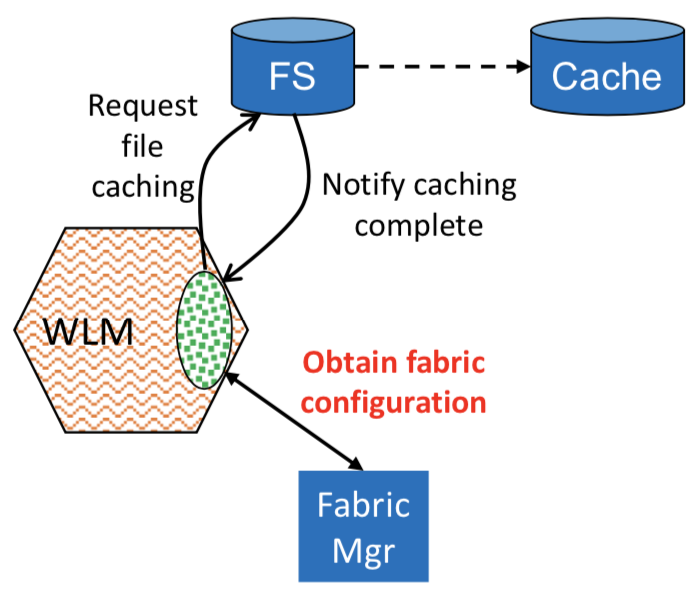 FS
Cache
Request
file
caching
Notify caching
complete
WLM
Obtain fabric
configuration
Fabric
Mgr